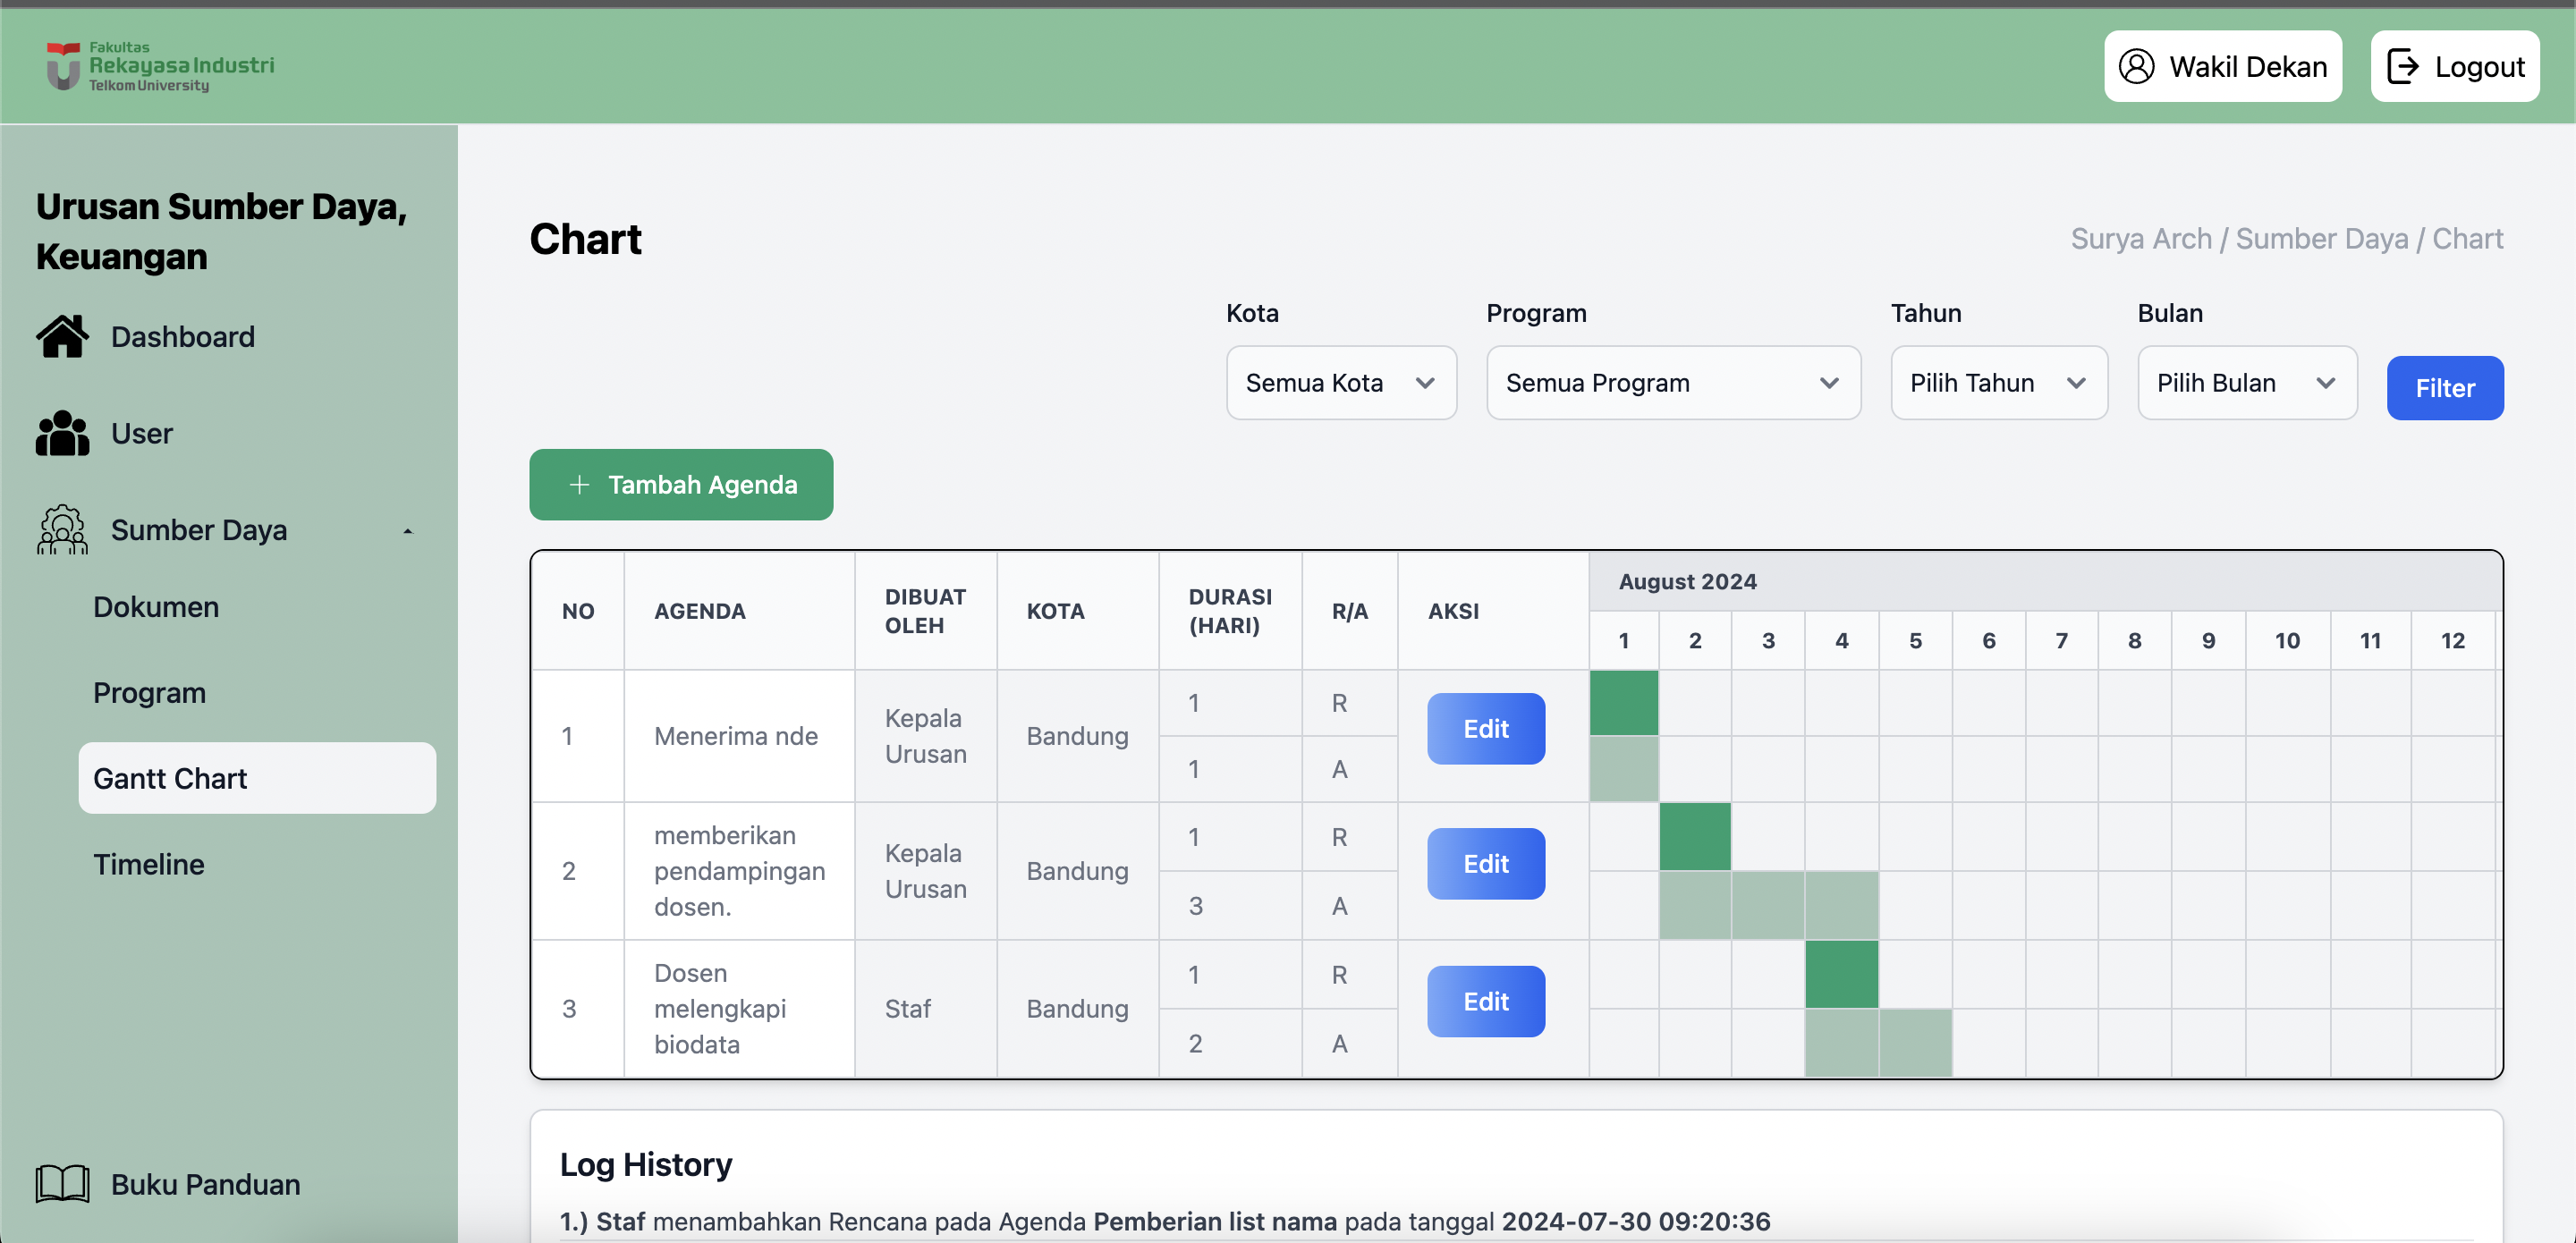 Fakultas
Rekayasa Industri
Telkom University
Wakil Dekan
Logout
Urusan Sumber Daya,
Keuangan
Dashboard
User
Sumber Daya
Dokumen
Program
Gantt Chart
Timeline
Buku Panduan
Chart
Surya Arch / Sumber Daya / Chart
Kota
Program
Tahun
Bulan
Semua Kota
Semua Program
Pilih Tahun
Pilih Bulan
Filter
+ Tambah Agenda
NO
AGENDA
DIBUAT
OLEH
KOTA
DURASI
(HARI)
R/A
AKSI
August 2024
1 2 3 4 5 6 7 8 9 10 11 12
1
Menerima nde
Kepala
Urusan
Bandung
1
R
1
A
Edit
2
memberikan
pendampingan
dosen.
Kepala
Urusan
Bandung
1
R
3
A
Edit
3
Dosen
melengkapi
biodata
Staf
Bandung
1
R
2
A
Edit
Log History
1.) Staf menambahkan Rencana pada Agenda Pemberian list nama pada tanggal 2024-07-30 09:20:36